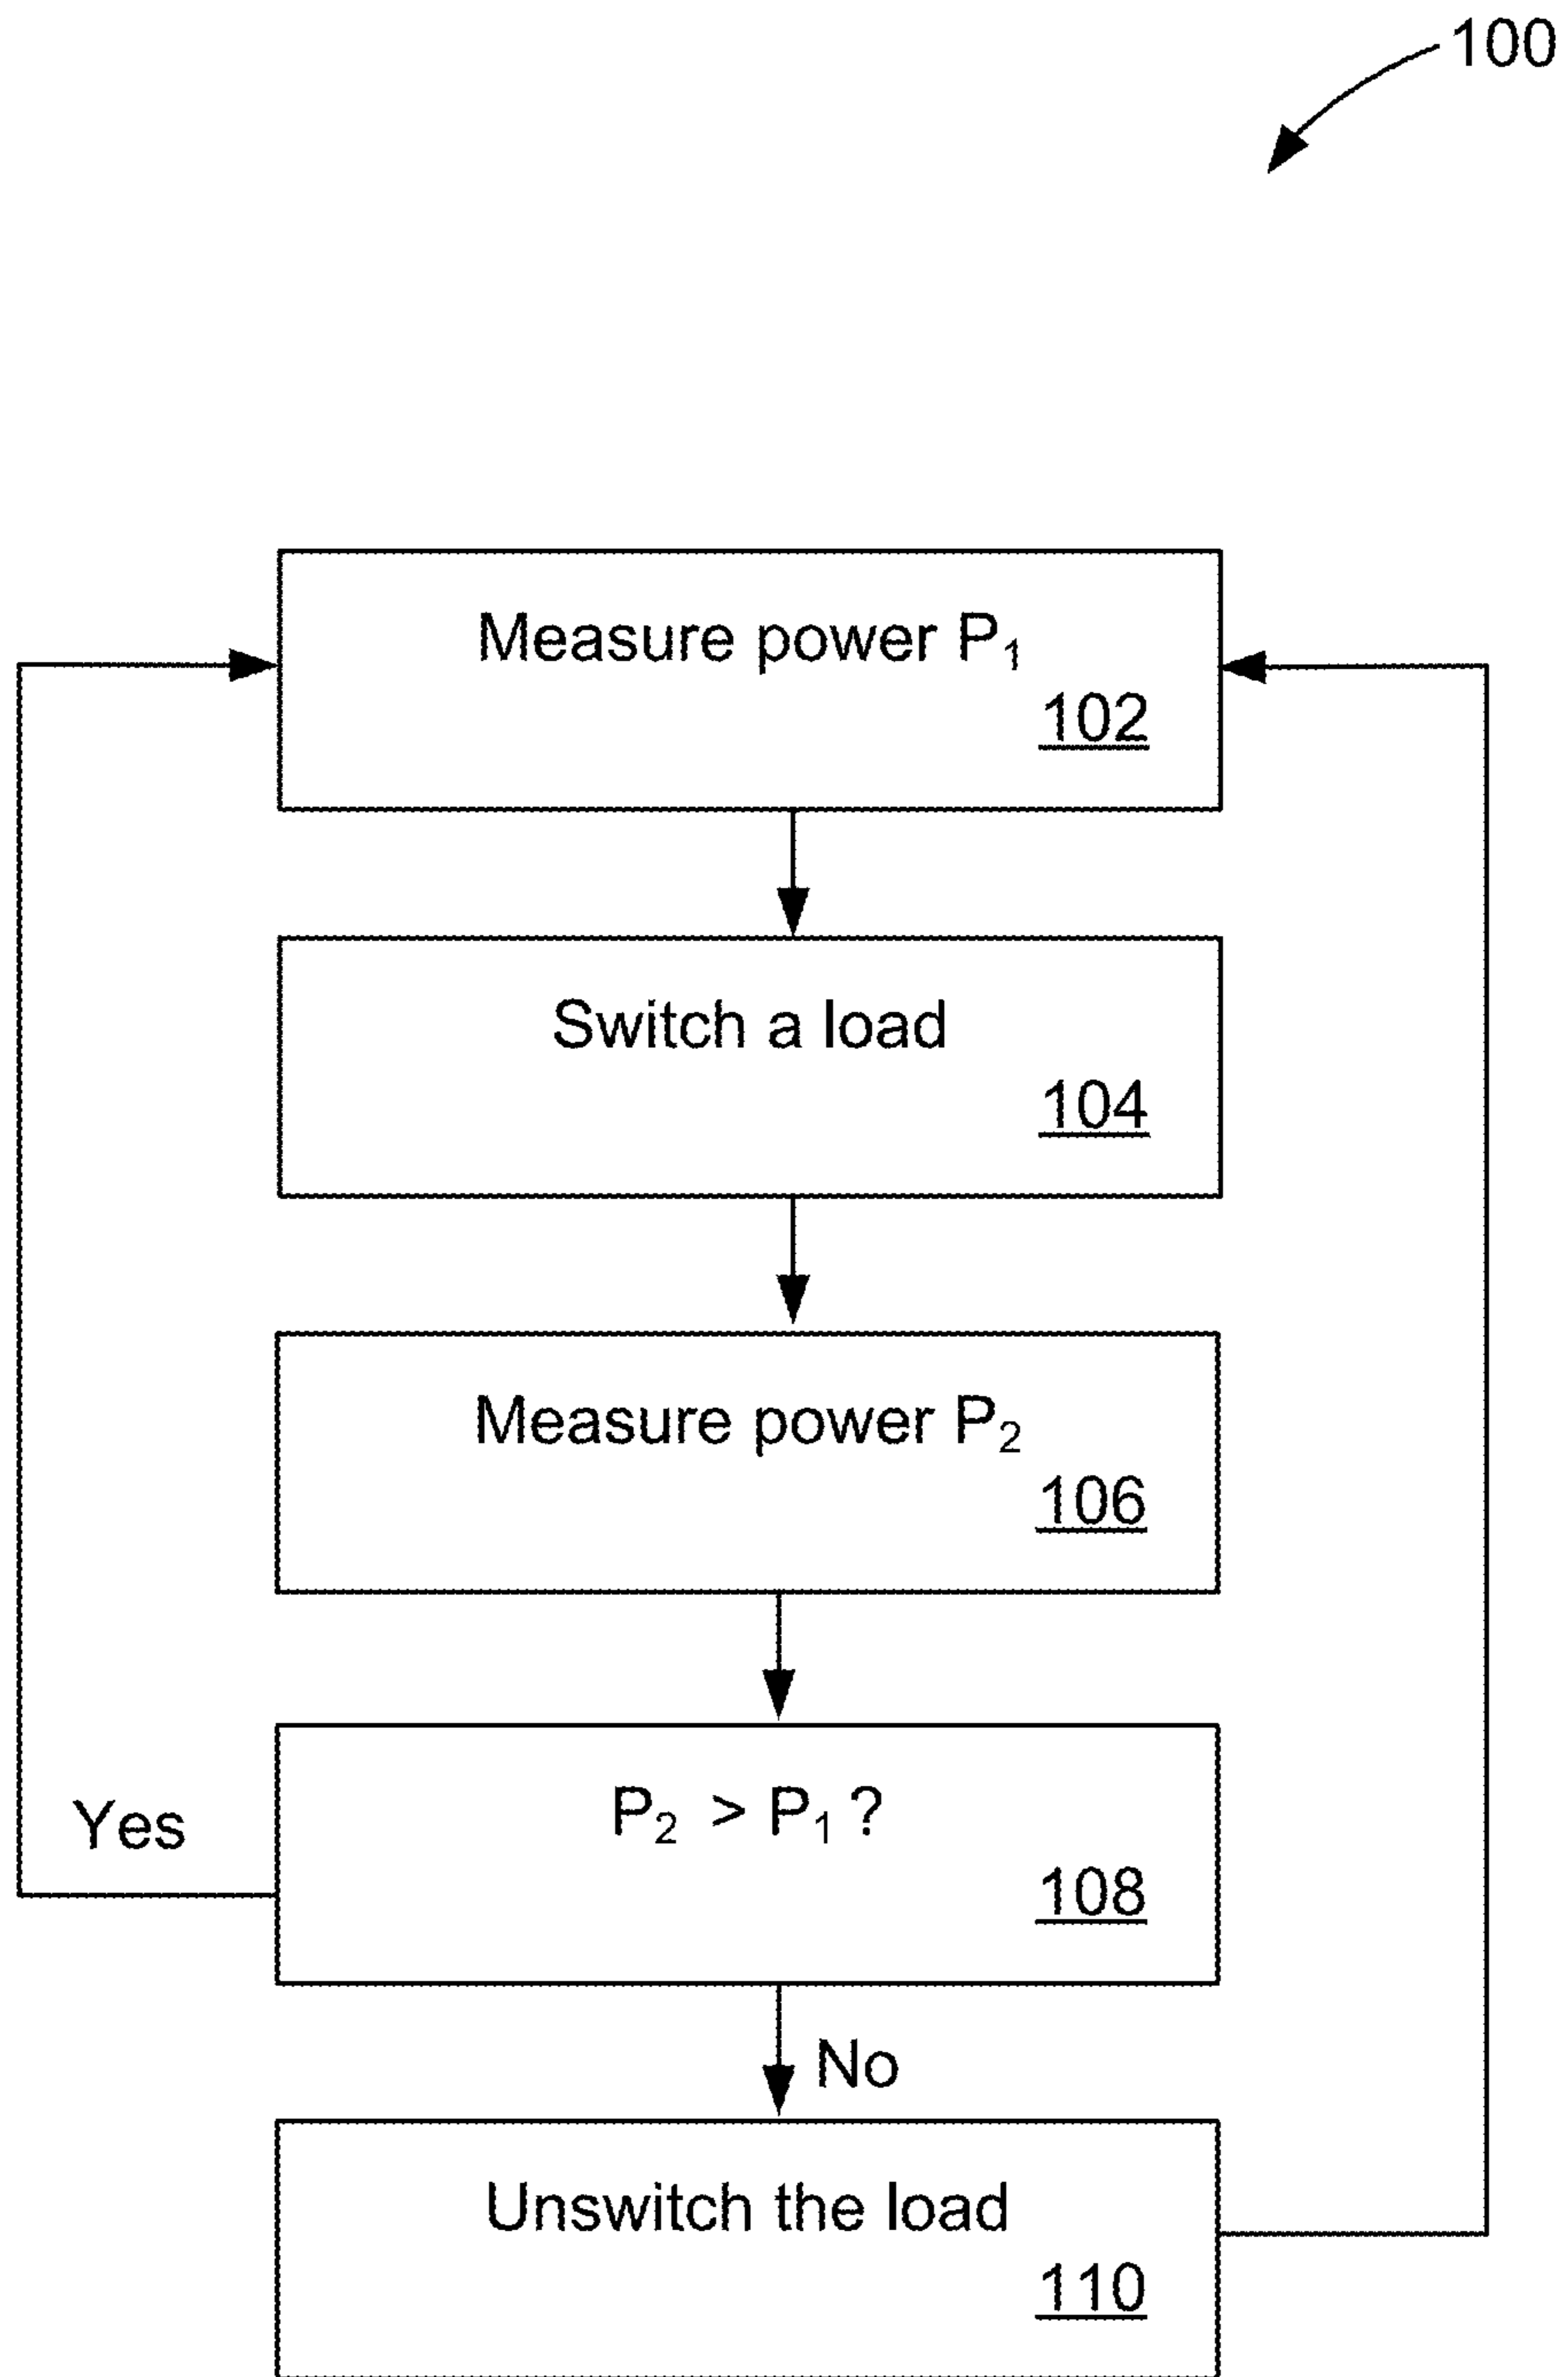 100
Measure power P₁
102
Switch a load
104
Measure power P₂
106
P₂ > P₁ ?
108
Yes
No
Unswitch the load
110